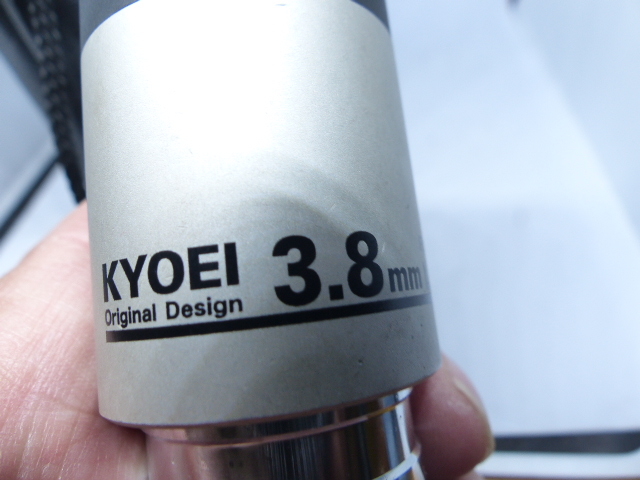 KYOEI 3.8mm
Original Design